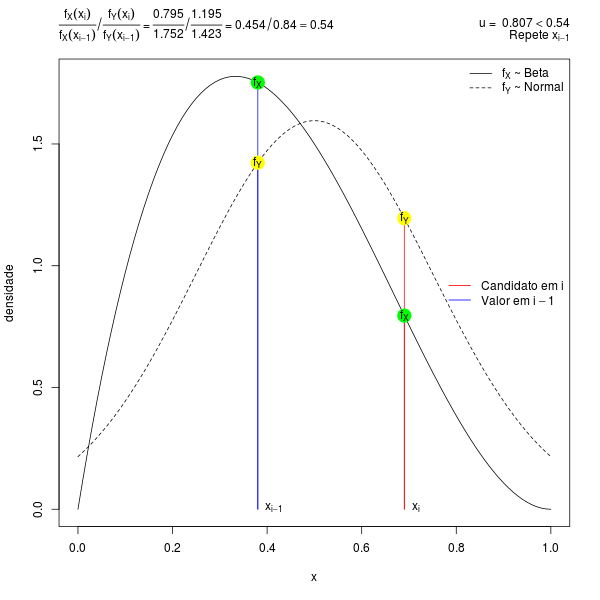 fX(xi) / fX(xi−1) / fY(xi) / fY(xi−1) = 0.795 / 1.752 / 1.195 / 1.423 = 0.454/0.84 = 0.54
u = 0.807 < 0.54
Repete xi−1
fX ~ Beta
fY ~ Normal
fX
fY
fY
Candidato em i
Valor em i − 1
fX
xi−1
xi
densidade
0.0
0.5
1.0
1.5
0.0 0.2 0.4 0.6 0.8 1.0
x